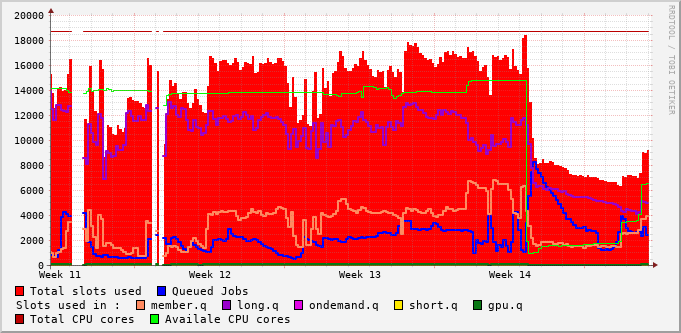 20000
18000
16000
14000
12000
10000
8000
6000
4000
2000
0
Week 11 Week 12 Week 13 Week 14
RRDTOOL / TOBI OETIKER
Total slots used Queued Jobs
Slots used in : member.q long.q ondemand.q short.q gpu.q
Total CPU cores Availale CPU cores